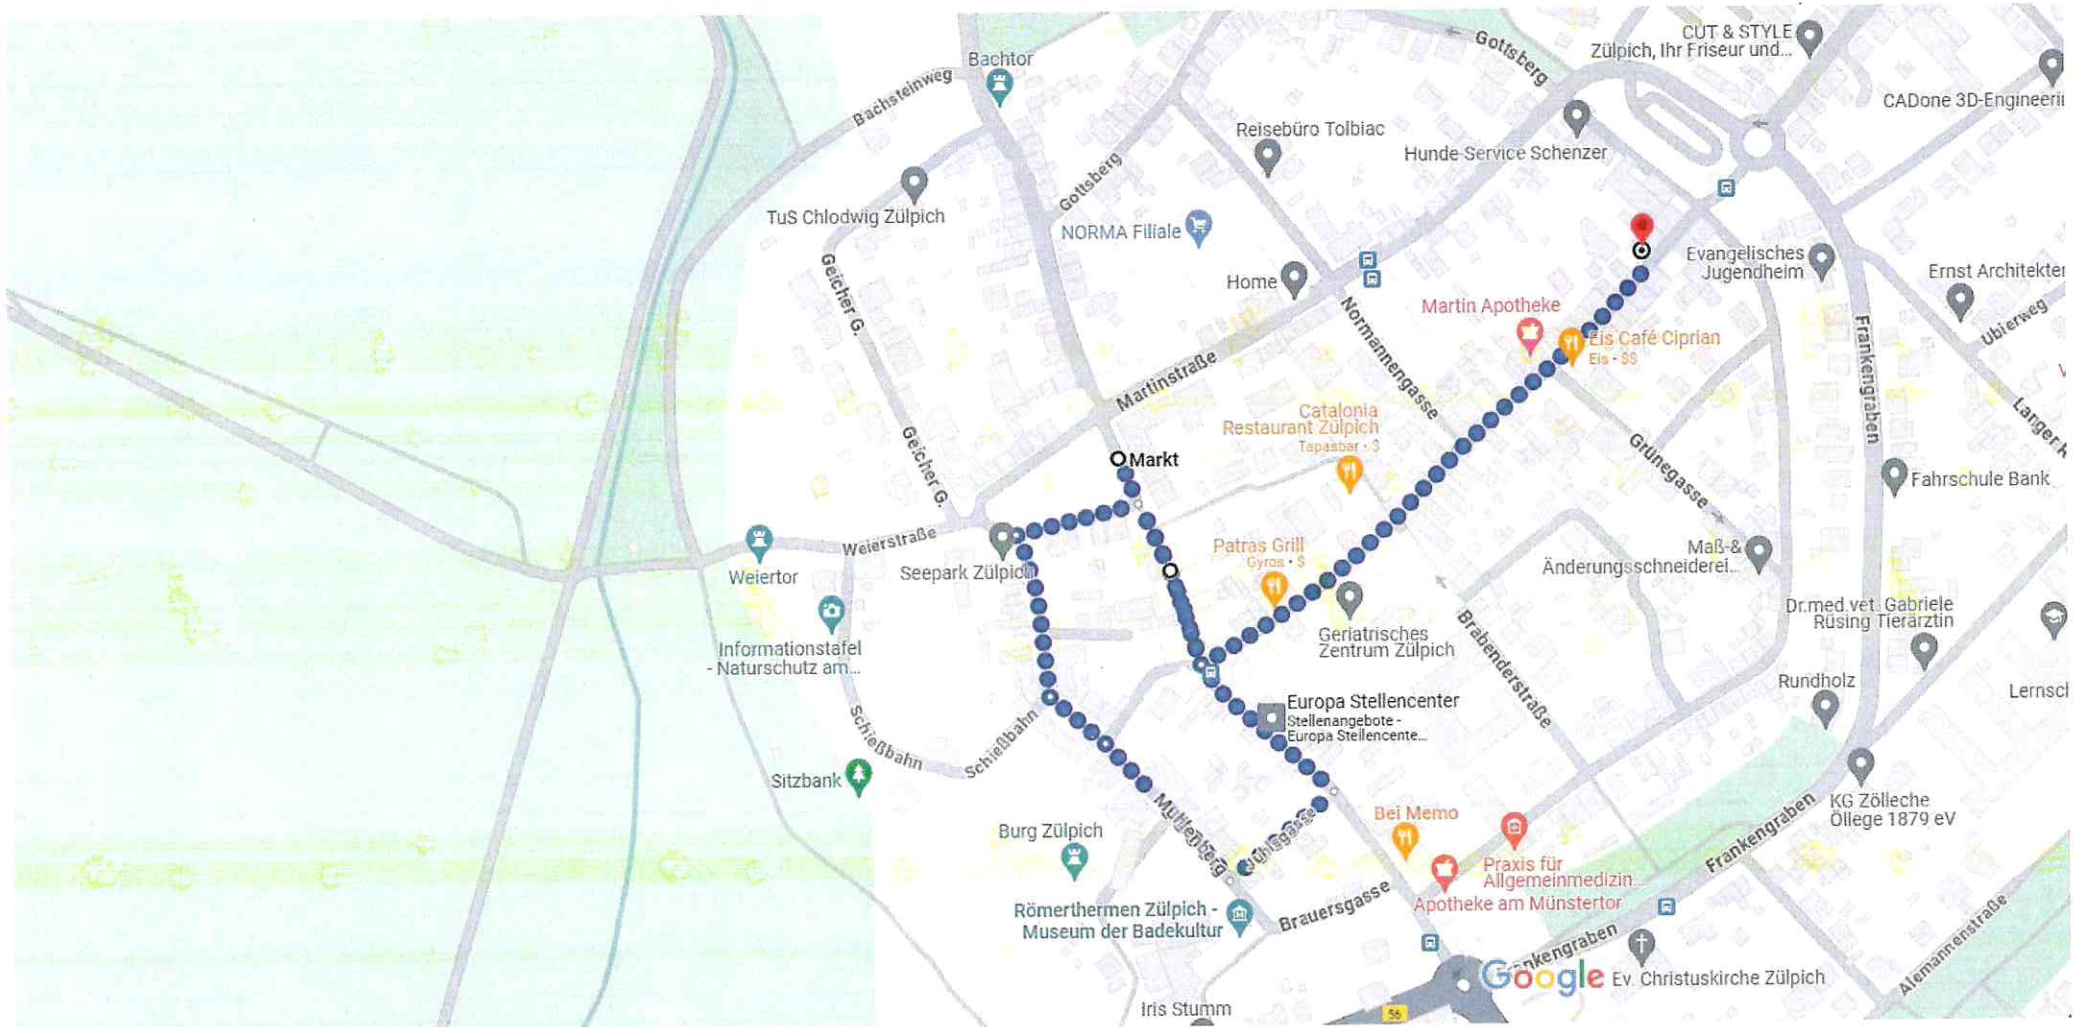 Gottsberg
CUT & STYLE
Zülpich, Ihr Friseur und...
Bachtor
Bachsteinweg
CADone 3D-Engineerii
Reisebüro Tolbiac
Hunde-Service Schenzer
Gottsberg
TuS Chlodwig Zülpich
NORMA Filiale
Evangelisches
Jugendheim
Ernst Architekter
Geicher G.
Home
Martin Apotheke
Normannengasse
Eis Café Ciprian
Eis • $$
Ubierweg
Frankengraben
Martinstraße
Catalonia
Restaurant Zülpich
Tapasbar • $
Langer
Geicher G.
Markt
Grünegasse
Fahrschule Bank
Weierstraße
Seepark Zülpich
Weiertor
Patras Grill
Gyros • $
Maß-&
Änderungsschneiderei...
Dr.med.vet. Gabriele
Rüsing Tierärztin
Informationstafel
- Naturschutz am...
Geriatrisches
Zentrum Zülpich
Brabenderstraße
Rundholz
Lernsch
Europa Stellencenter
Stellenangebote -
Europa Stellencente...
Schießbahn
Schießbahn
Sitzbank
Mühlenberg
Mühlsgasse
Bei Memo
KG Zölleche
Öllege 1879 eV
Burg Zülpich
Frankengraben
Praxis für
Allgemeinmedizin...
Apotheke am Münstertor
Römerthermen Zülpich -
Museum der Badekultur
Brauersgasse
Alemannenstraße
ankengraben
Google
Ev. Christuskirche Zülpich
Iris Stumm
56